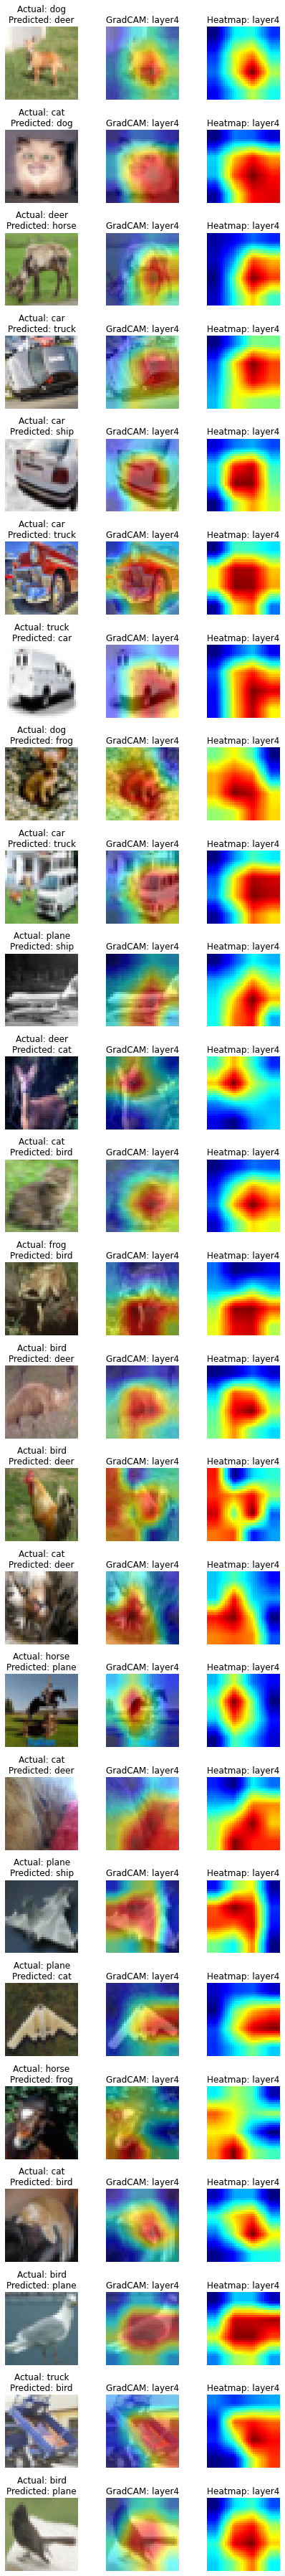 Actual: dog
Predicted: deer
GradCAM: layer4
Heatmap: layer4
Actual: cat
Predicted: dog
GradCAM: layer4
Heatmap: layer4
Actual: deer
Predicted: horse
GradCAM: layer4
Heatmap: layer4
Actual: car
Predicted: truck
GradCAM: layer4
Heatmap: layer4
Actual: car
Predicted: ship
GradCAM: layer4
Heatmap: layer4
Actual: car
Predicted: truck
GradCAM: layer4
Heatmap: layer4
Actual: truck
Predicted: car
GradCAM: layer4
Heatmap: layer4
Actual: dog
Predicted: frog
GradCAM: layer4
Heatmap: layer4
Actual: car
Predicted: truck
GradCAM: layer4
Heatmap: layer4
Actual: plane
Predicted: ship
GradCAM: layer4
Heatmap: layer4
Actual: deer
Predicted: cat
GradCAM: layer4
Heatmap: layer4
Actual: cat
Predicted: bird
GradCAM: layer4
Heatmap: layer4
Actual: frog
Predicted: bird
GradCAM: layer4
Heatmap: layer4
Actual: bird
Predicted: deer
GradCAM: layer4
Heatmap: layer4
Actual: bird
Predicted: deer
GradCAM: layer4
Heatmap: layer4
Actual: cat
Predicted: deer
GradCAM: layer4
Heatmap: layer4
Actual: horse
Predicted: plane
GradCAM: layer4
Heatmap: layer4
Actual: cat
Predicted: deer
GradCAM: layer4
Heatmap: layer4
Actual: plane
Predicted: ship
GradCAM: layer4
Heatmap: layer4
Actual: plane
Predicted: cat
GradCAM: layer4
Heatmap: layer4
Actual: horse
Predicted: frog
GradCAM: layer4
Heatmap: layer4
Actual: cat
Predicted: bird
GradCAM: layer4
Heatmap: layer4
Actual: bird
Predicted: plane
GradCAM: layer4
Heatmap: layer4
Actual: truck
Predicted: bird
GradCAM: layer4
Heatmap: layer4
Actual: bird
Predicted: plane
GradCAM: layer4
Heatmap: layer4